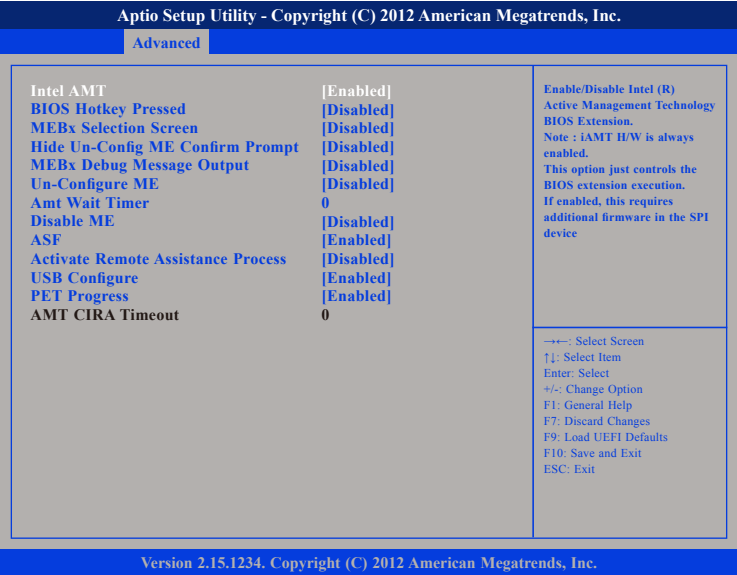 Aptio Setup Utility - Copyright (C) 2012 American Megatrends, Inc.
Advanced
Intel AMT [Enabled]
BIOS Hotkey Pressed [Disabled]
MEBx Selection Screen [Disabled]
Hide Un-Config ME Confirm Prompt [Disabled]
MEBx Debug Message Output [Disabled]
Un-Configure ME [Disabled]
Amt Wait Timer 0
Disable ME [Disabled]
ASF [Enabled]
Activate Remote Assistance Process [Disabled]
USB Configure [Enabled]
PET Progress [Enabled]
AMT CIRA Timeout 0
Enable/Disable Intel (R)
Active Management Technology
BIOS Extension.
Note : iAMT H/W is always
enabled.
This option just controls the
BIOS extension execution.
If enabled, this requires
additional firmware in the SPI
device
→←: Select Screen
↑↓: Select Item
Enter: Select
+/-: Change Option
F1: General Help
F7: Discard Changes
F9: Load UEFI Defaults
F10: Save and Exit
ESC: Exit
Version 2.15.1234. Copyright (C) 2012 American Megatrends, Inc.